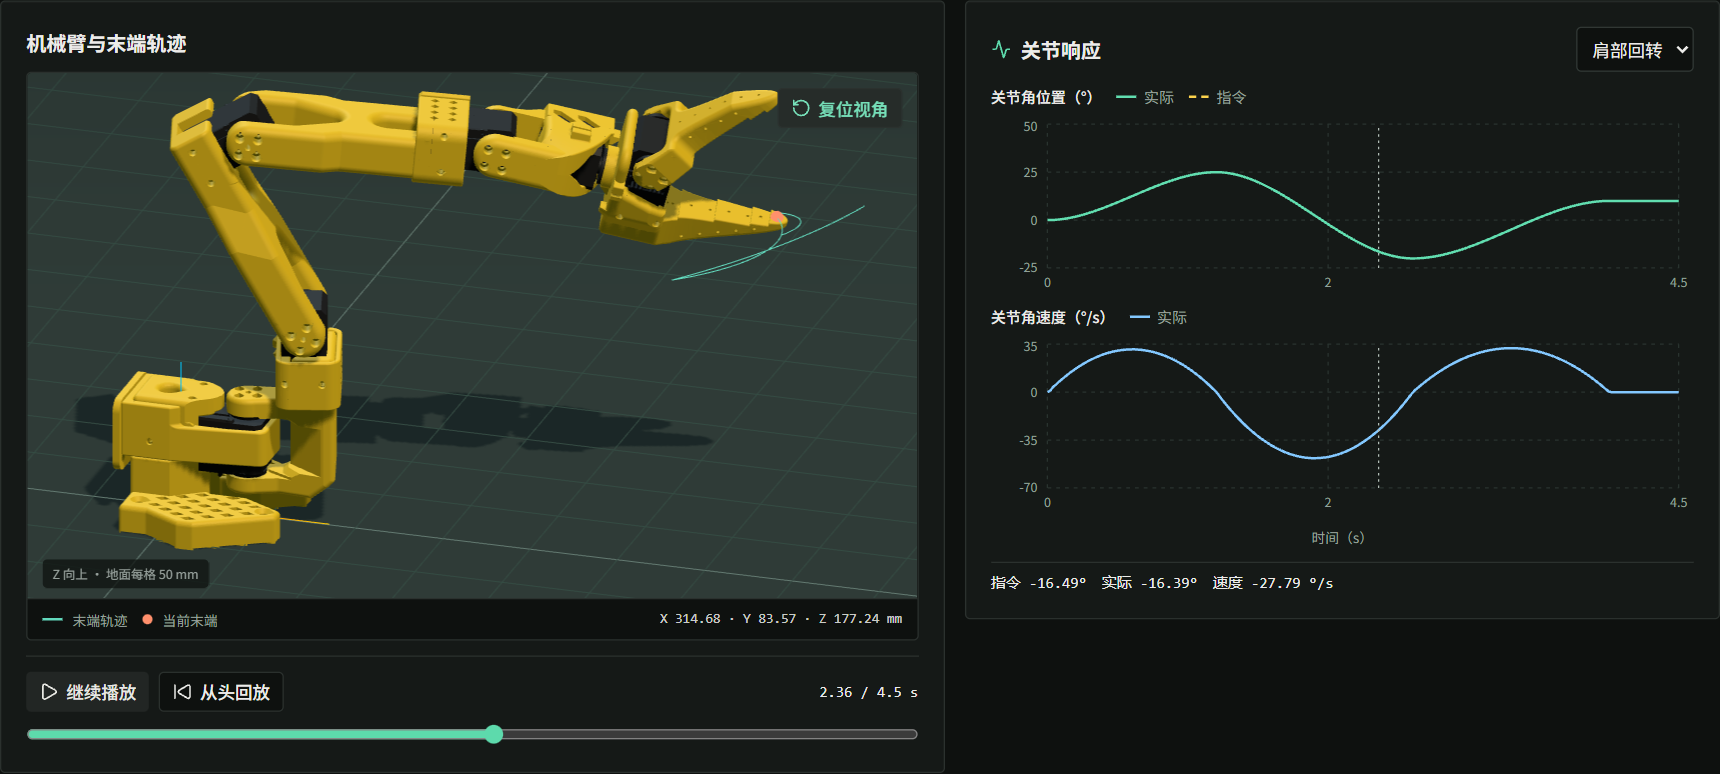 机械臂与末端轨迹
复位视角
Z 向上 · 地面每格 50 mm
末端轨迹 当前末端
X 314.68 · Y 83.57 · Z 177.24 mm
继续播放 从头回放
2.36 / 4.5 s
关节响应
肩部回转
关节角位置 (°) 实际 指令
50
25
0
-25
0 2 4.5
关节角速度 (°/s) 实际
35
0
-35
-70
0 2 4.5
时间 (s)
指令 -16.49° 实际 -16.39° 速度 -27.79 °/s